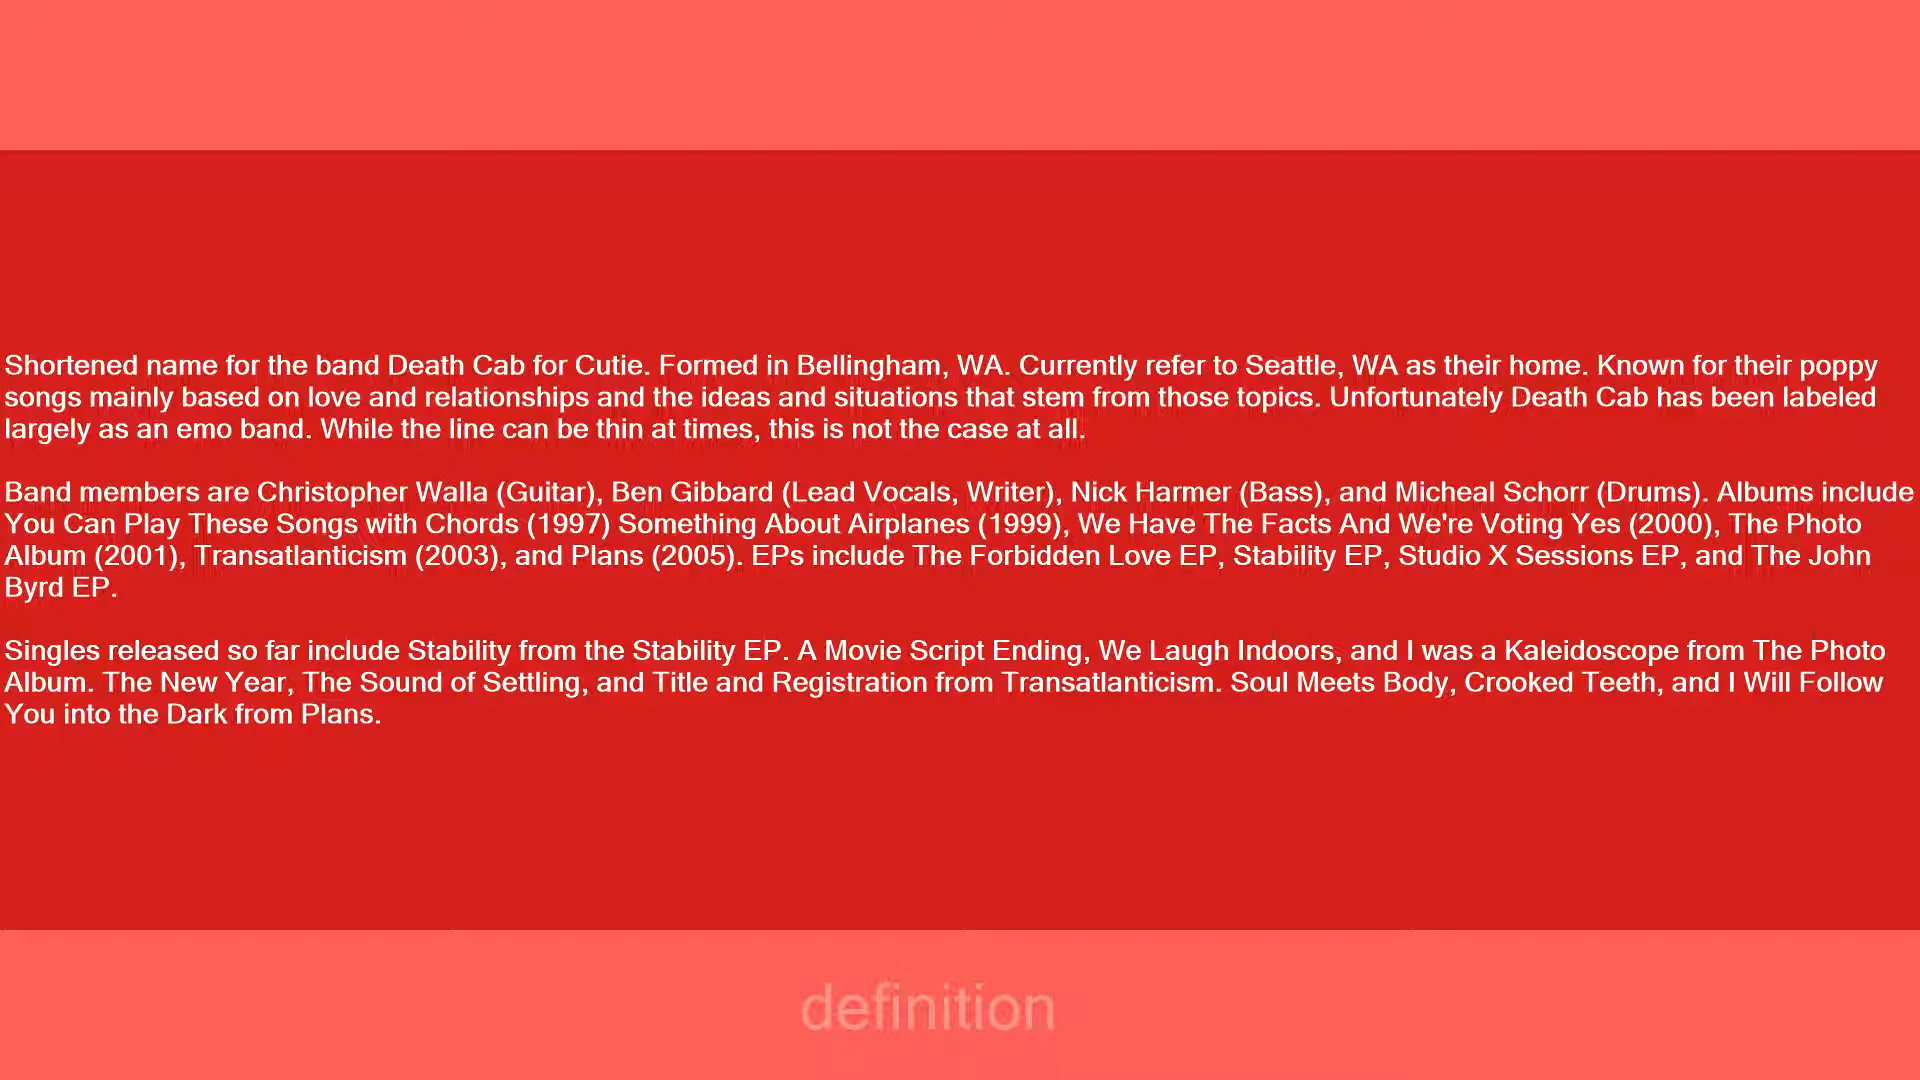 Shortened name for the band Death Cab for Cutie. Formed in Bellingham, WA. Currently refer to Seattle, WA as their home. Known for their poppy
songs mainly based on love and relationships and the ideas and situations that stem from those topics. Unfortunately Death Cab has been labeled
largely as an emo band. While the line can be thin at times, this is not the case at all.
Band members are Christopher Walla (Guitar), Ben Gibbard (Lead Vocals, Writer), Nick Harmer (Bass), and Micheal Schorr (Drums). Albums include
You Can Play These Songs with Chords (1997) Something About Airplanes (1999), We Have The Facts And We're Voting Yes (2000), The Photo
Album (2001), Transatlanticism (2003), and Plans (2005). EPs include The Forbidden Love EP, Stability EP, Studio X Sessions EP, and The John
Byrd EP.
Singles released so far include Stability from the Stability EP. A Movie Script Ending, We Laugh Indoors, and I was a Kaleidoscope from The Photo
Album. The New Year, The Sound of Settling, and Title and Registration from Transatlanticism. Soul Meets Body, Crooked Teeth, and I Will Follow
You into the Dark from Plans.
definition